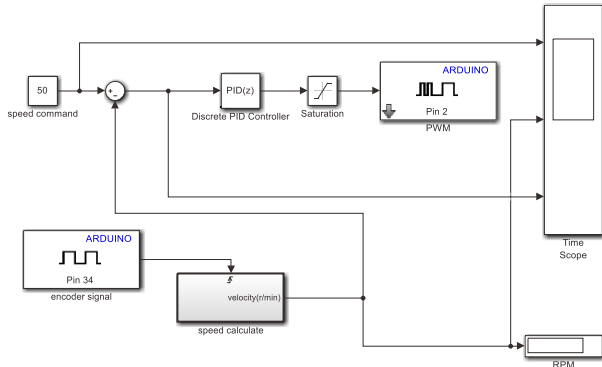 ARDUINO
50
+
-
PID(z)
Pin 2
speed command
Discrete PID Controller
Saturation
PWM
ARDUINO
Pin 34
encoder signal
velocity(r/min)
speed calculate
Time
Scope
RPM